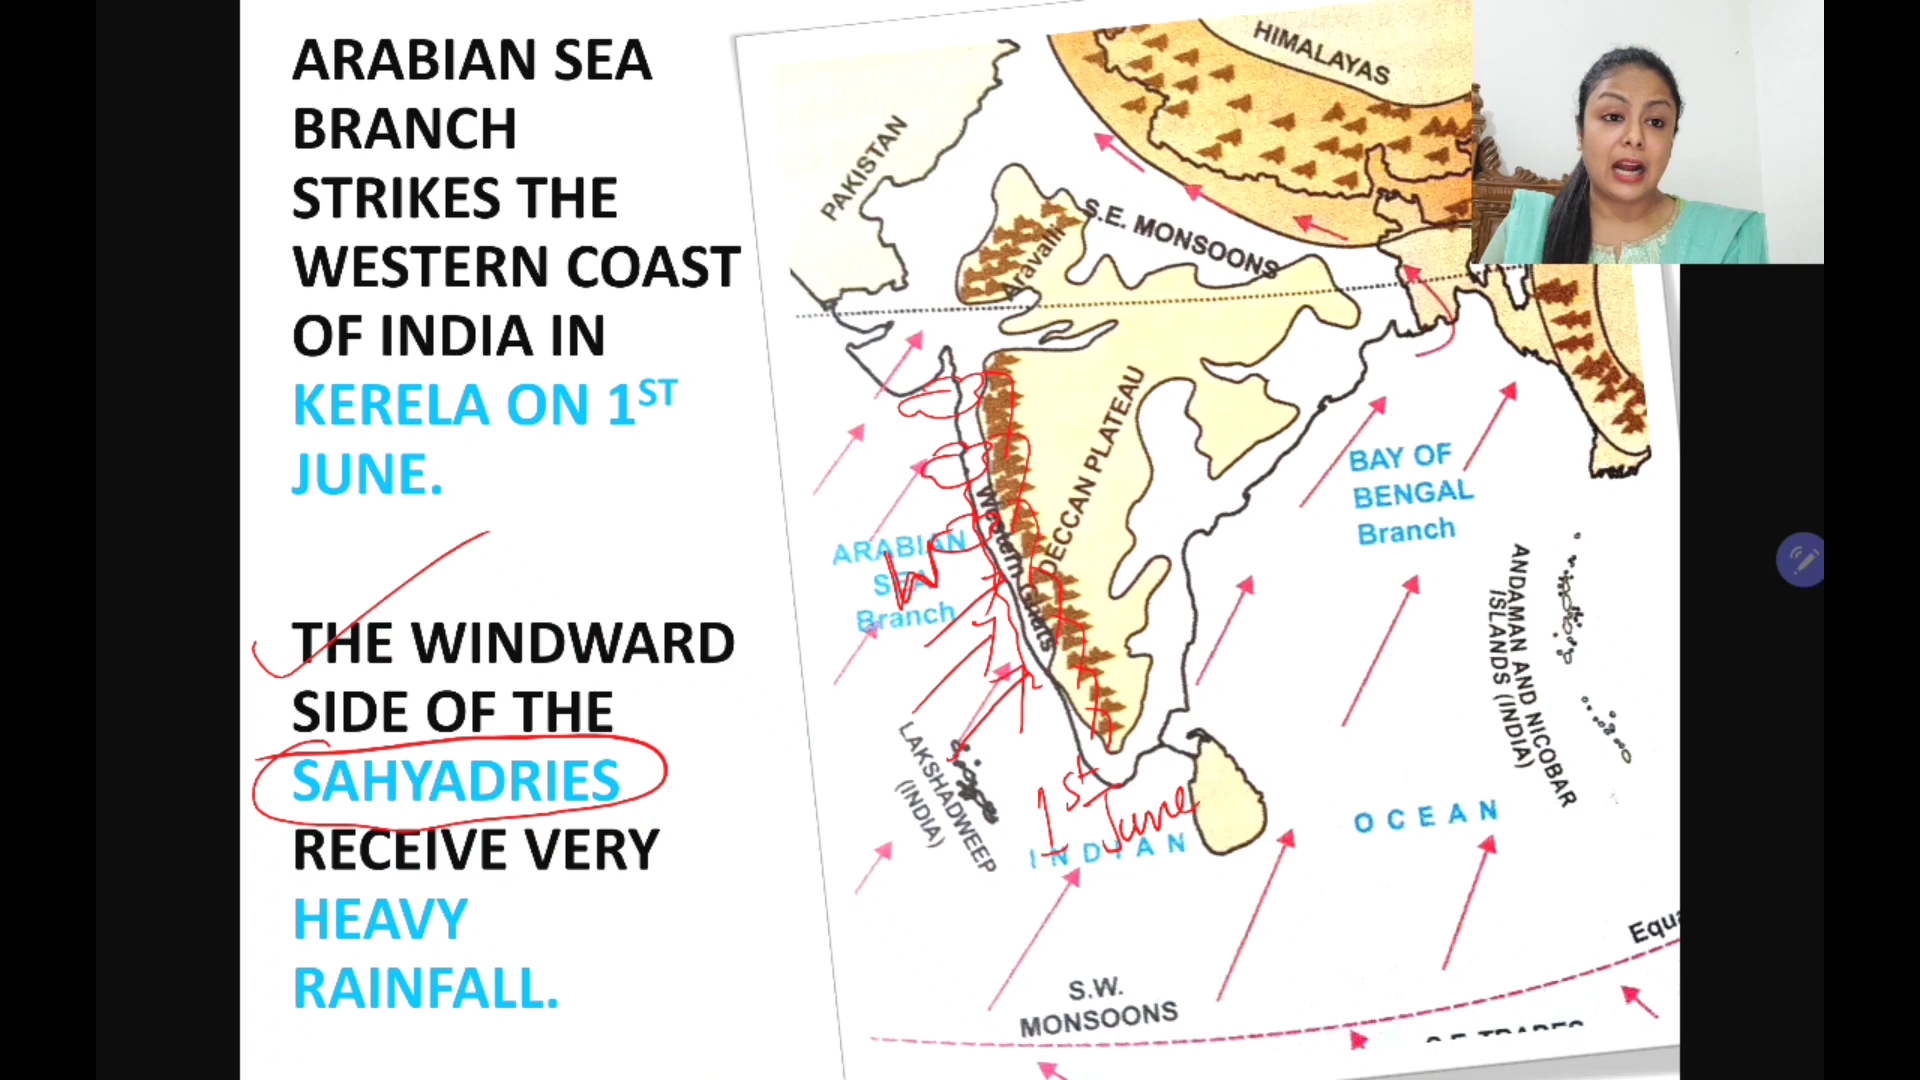 ARABIAN SEA
BRANCH
STRIKES THE
WESTERN COAST
OF INDIA IN
KERELA ON 1ST
JUNE.
THE WINDWARD
SIDE OF THE
SAHYADRIES
RECEIVE VERY
HEAVY
RAINFALL.
HIMALAYAS
PAKISTAN
S.E. MONSOONS
Aravalli
DECCAN PLATEAU
Western Ghats
ARABIAN
SEA
Branch
W
BAY OF
BENGAL
Branch
ANDAMAN AND NICOBAR
ISLANDS (INDIA)
LAKSHADWEEP
(INDIA)
1st
June
INDIAN
OCEAN
S.W.
MONSOONS